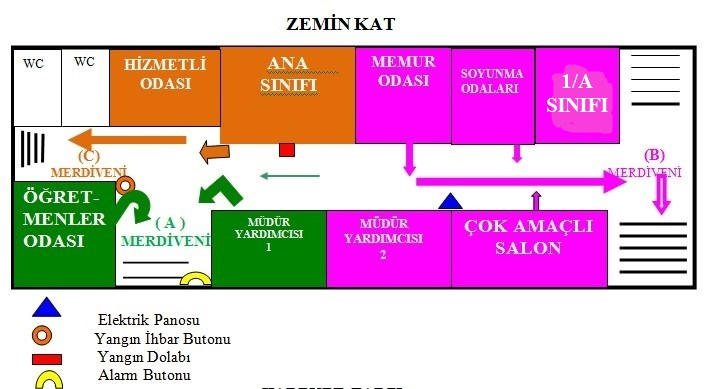 ZEMİN KAT
WC
WC
HİZMETLİ
ODASI
ANA
SINIFI
MEMUR
ODASI
SOYUNMA
ODALARI
1/A
SINIFI
(C)
MERDİVENİ
(B)
MERDİVENİ
ÖĞRET-
MENLER
ODASI
( A )
MERDİVENİ
MÜDÜR
YARDIMCISI
1
MÜDÜR
YARDIMCISI
2
ÇOK AMAÇLI
SALON
Elektrik Panosu
Yangın İhbar Butonu
Yangın Dolabı
Alarm Butonu